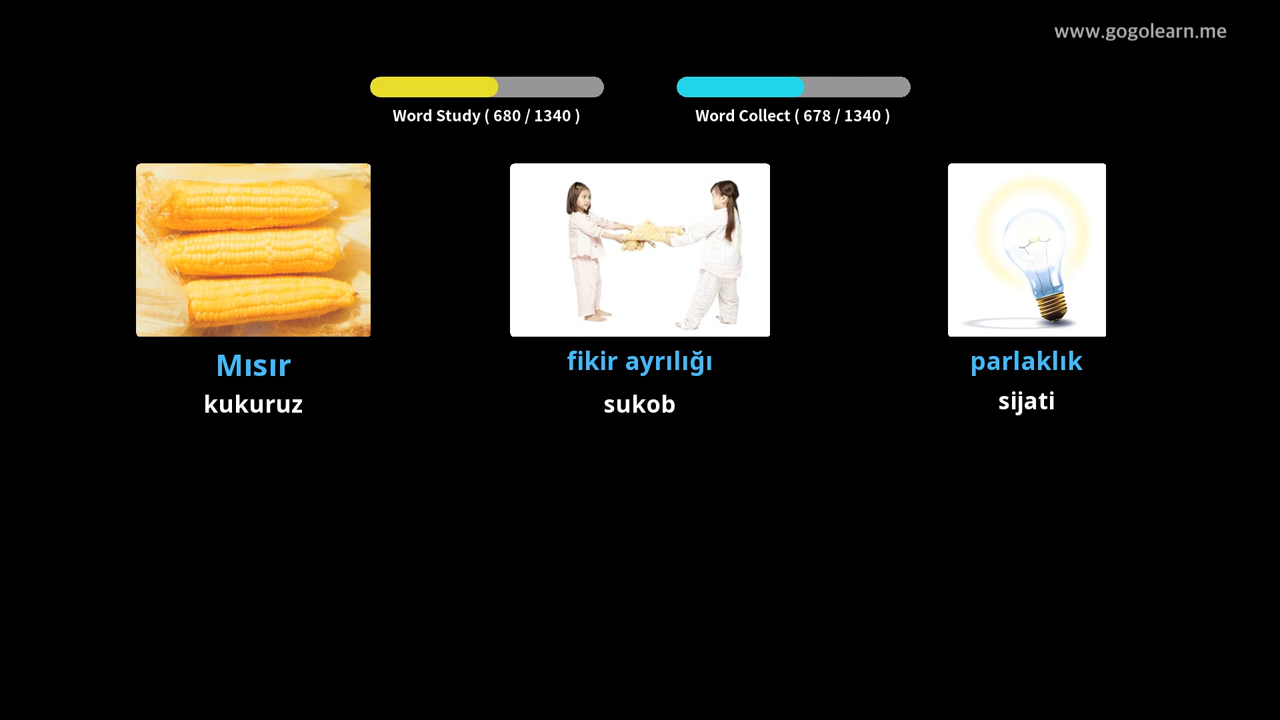 www.gogolearn.me
Word Study ( 680 / 1340 )
Word Collect ( 678 / 1340 )
Mısır
kukuruz
fikir ayrılığı
sukob
parlaklık
sijati